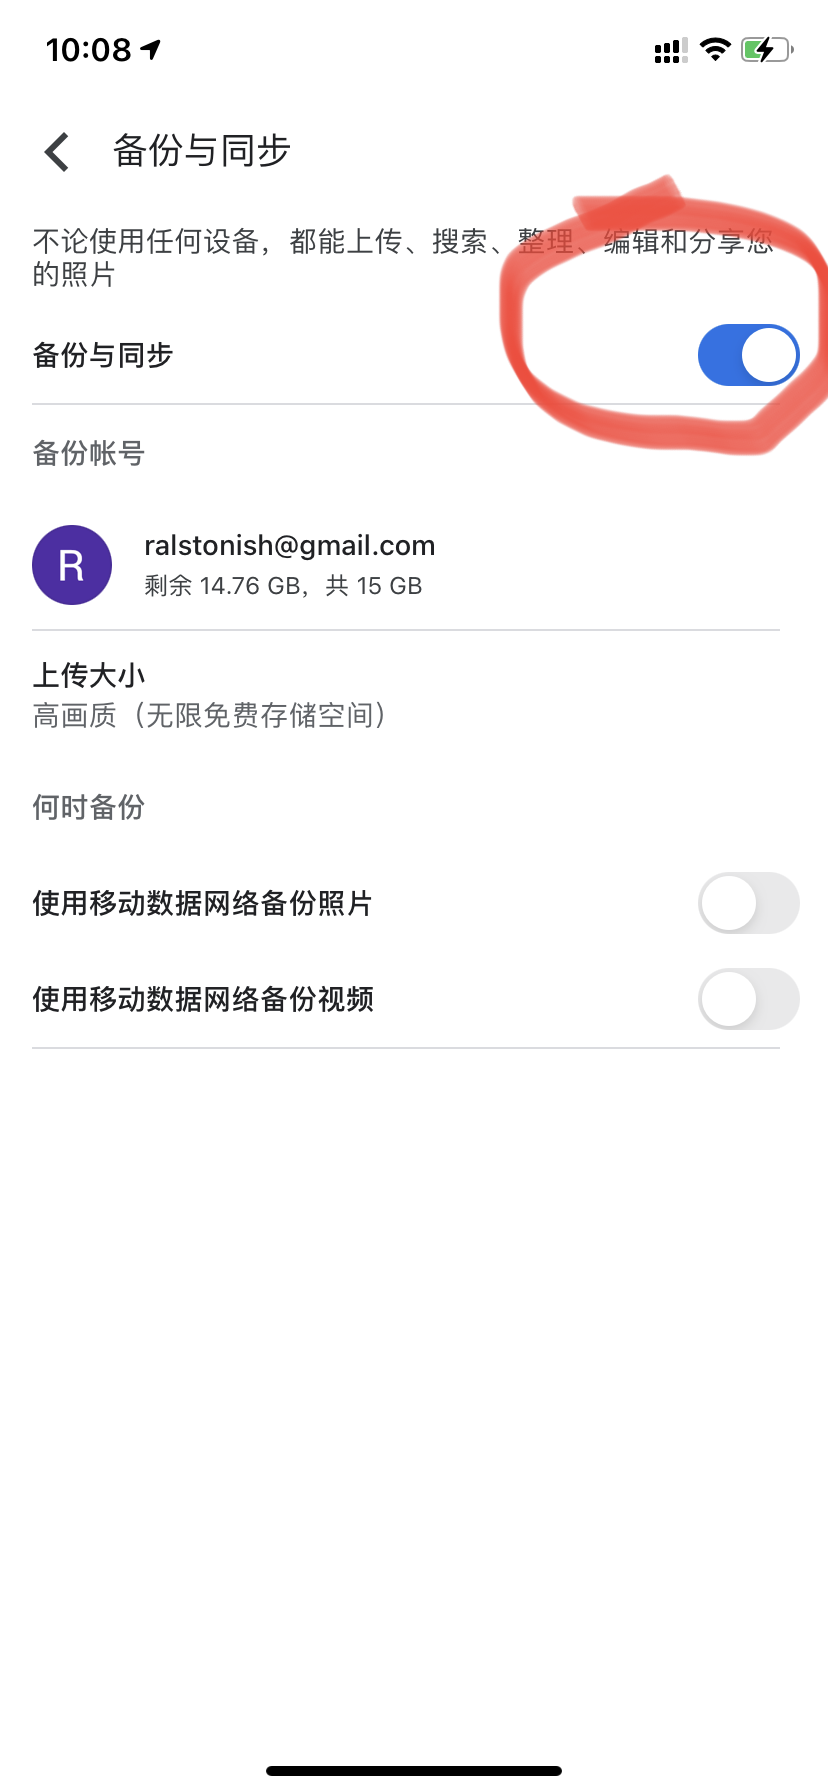 10:08
备份与同步
不论使用任何设备，都能上传、搜索、整理、编辑和分享您
的照片
备份与同步
备份帐号
R
ralstonish@gmail.com
剩余 14.76 GB，共 15 GB
上传大小
高画质（无限免费存储空间）
何时备份
使用移动数据网络备份照片
使用移动数据网络备份视频